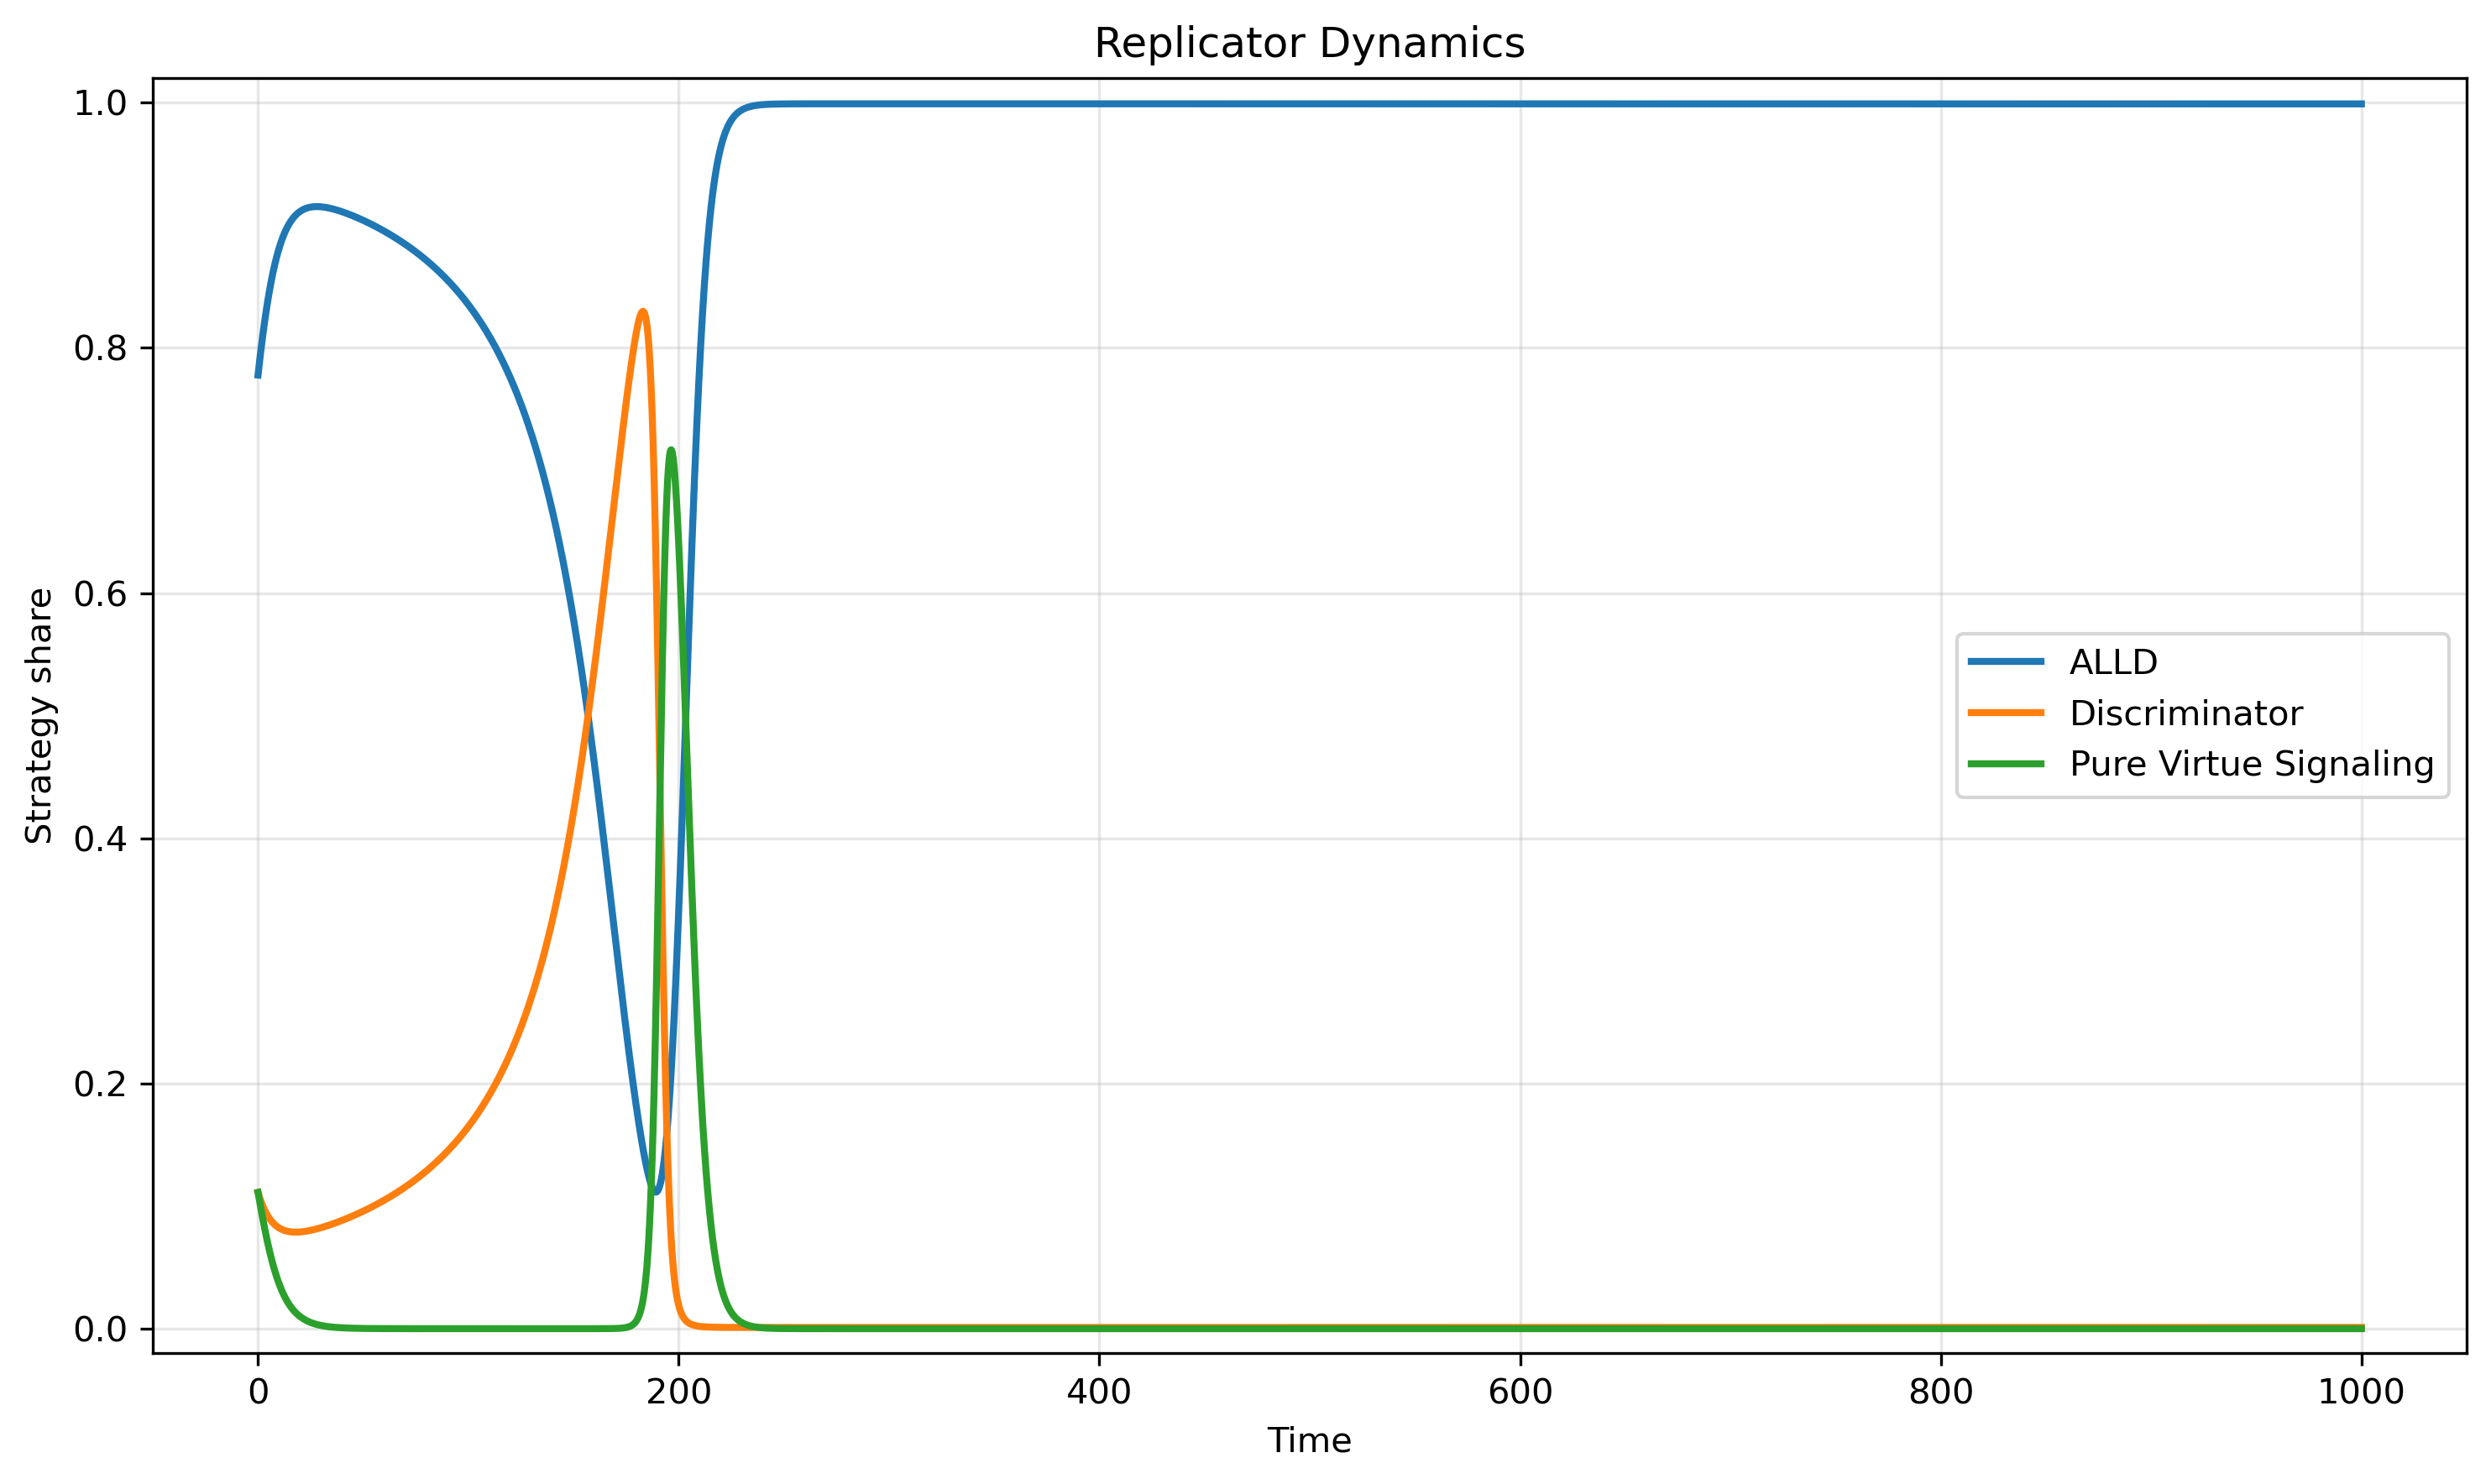 Replicator Dynamics
1.0
0.8
0.6
0.4
0.2
0.0
Strategy share
ALLD
Discriminator
Pure Virtue Signaling
0 200 400 600 800 1000
Time